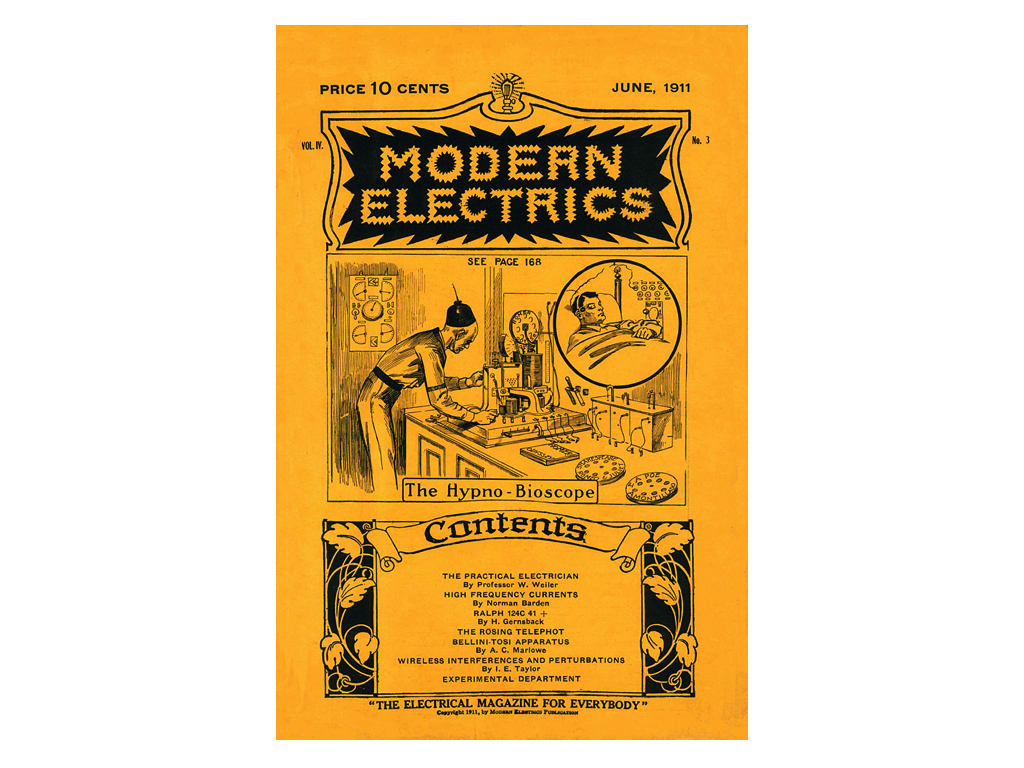 PRICE 10 CENTS
JUNE, 1911
VOL. IV.
No. 3
MODERN
ELECTRICS
SEE PAGE 168
The Hypno-Bioscope
Contents
THE PRACTICAL ELECTRICIAN
By Professor W. Weiler
HIGH FREQUENCY CURRENTS
By Norman Barden
RALPH 124C 41 +
By H. Gernsback
THE ROSING TELEPHOT
BELLINI-TOSI APPARATUS
By A. C. Marlowe
WIRELESS INTERFERENCES AND PERTURBATIONS
By I. E. Taylor
EXPERIMENTAL DEPARTMENT
"THE ELECTRICAL MAGAZINE FOR EVERYBODY"
Copyright 1911, by MODERN ELECTRICS PUBLICATION